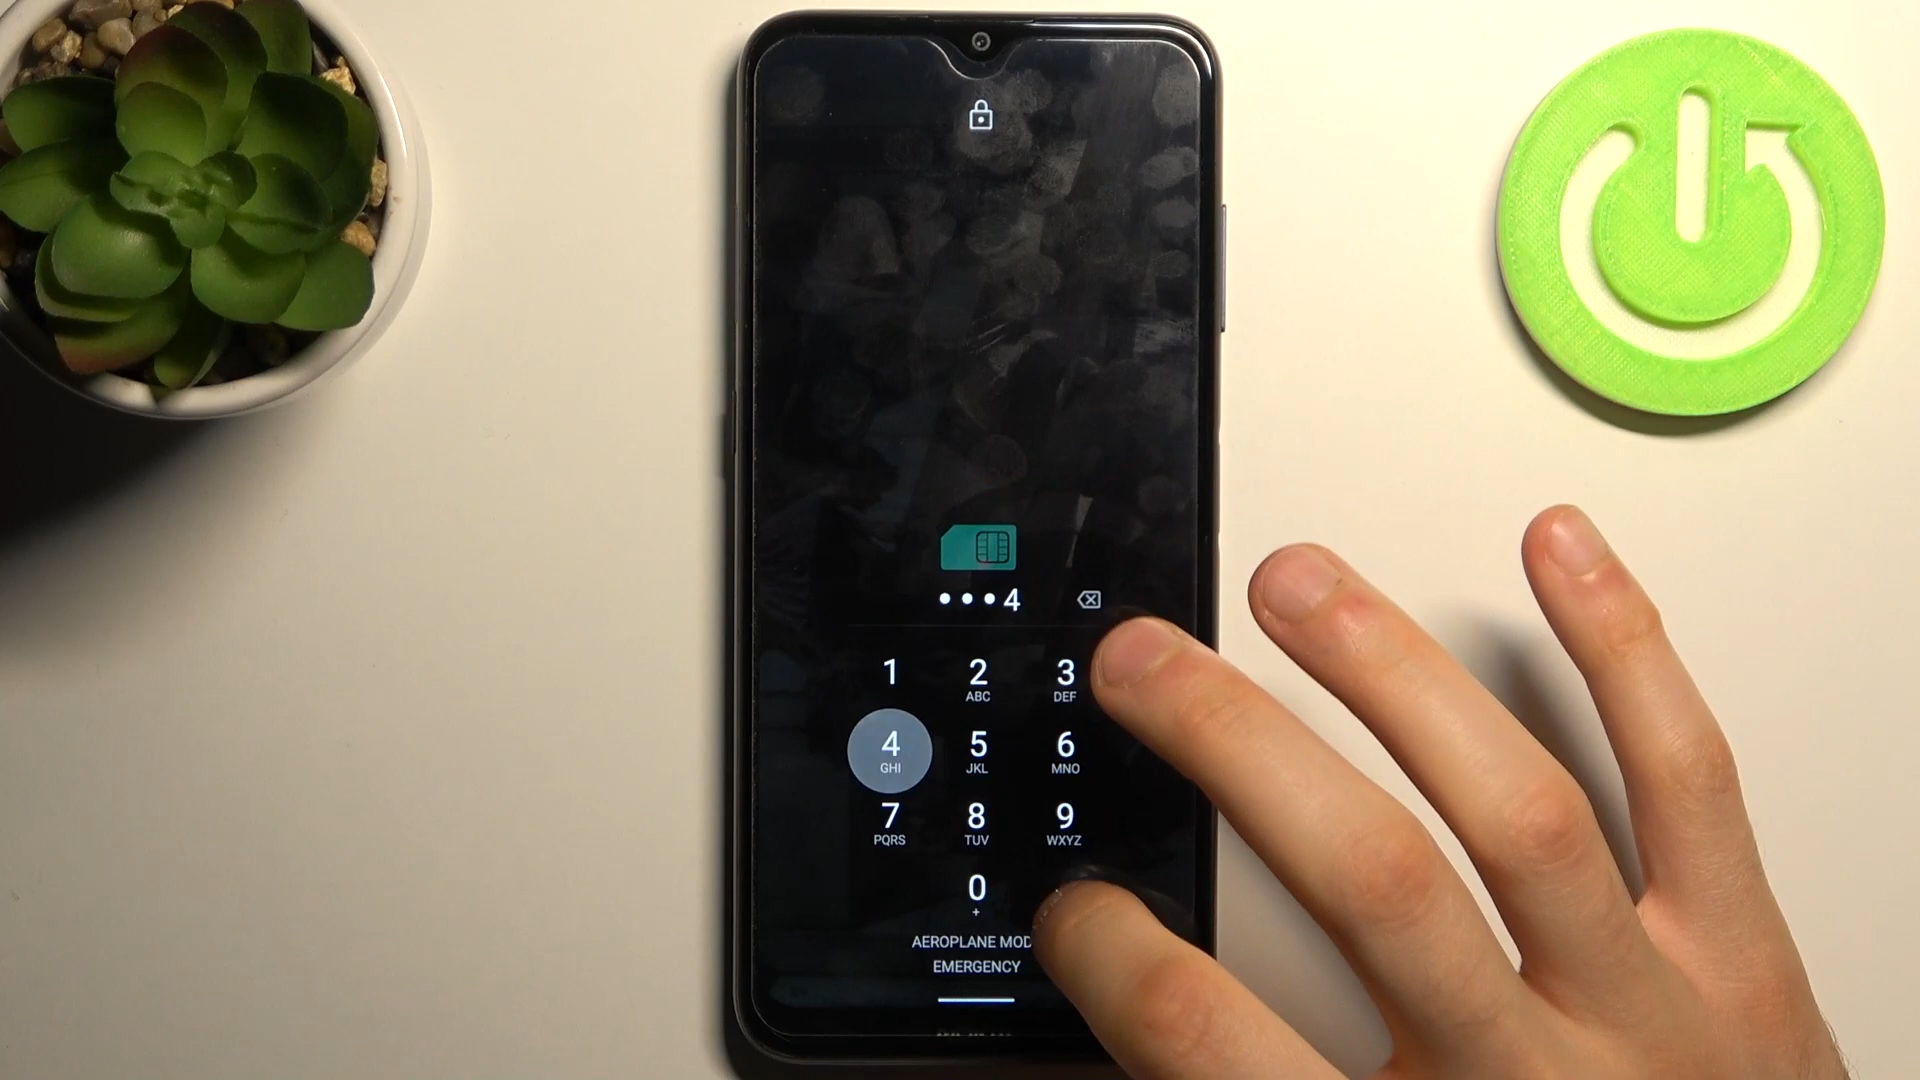 •••4
1 2 3
ABC DEF
4 5 6
GHI JKL MNO
7 8 9
PQRS TUV WXYZ
0
+
AEROPLANE MOD
EMERGENCY